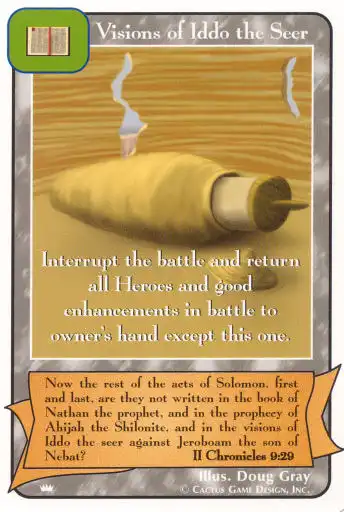 Visions of Iddo the Seer
Interrupt the battle and return
all Heroes and good
enhancements in battle to
owner's hand except this one.
Now the rest of the acts of Solomon, first
and last, are they not written in the book of
Nathan the prophet, and in the prophecy of
Abijah the Shilonite, and in the visions of
Iddo the seer against Jeroboam the son of
Nebat? II Chronicles 9:29
Illus. Doug Gray
© Cactus Game Design, Inc.